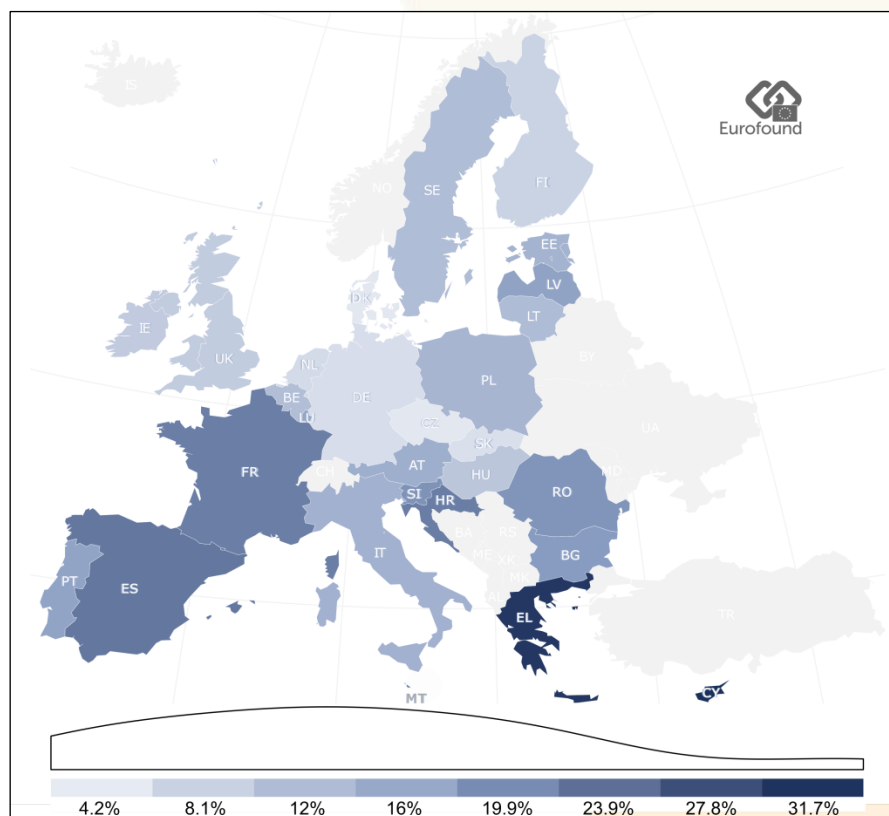 IS
Eurofound
NO
SE
FI
EE
LV
LT
DK
IE
UK
NL
BY
BE
DE
PL
LU
CZ
UA
SK
FR
CH
AT
HU
MD
SI
HR
RO
BA
RS
IT
ME
XK
BG
PT
ES
MK
AL
EL
TR
MT
CY
4.2% 8.1% 12% 16% 19.9% 23.9% 27.8% 31.7%